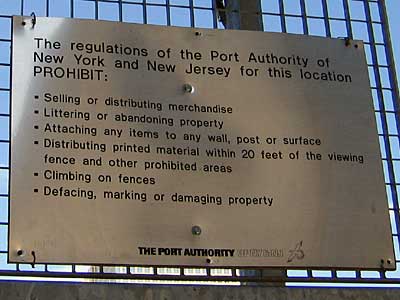 The regulations of the Port Authority of
New York and New Jersey for this location
PROHIBIT:
▪ Selling or distributing merchandise
▪ Littering or abandoning property
▪ Attaching any items to any wall, post or surface
▪ Distributing printed material within 20 feet of the viewing
fence and other prohibited areas
▪ Climbing on fences
▪ Defacing, marking or damaging property
THE PORT AUTHORITY OF NY & NJ